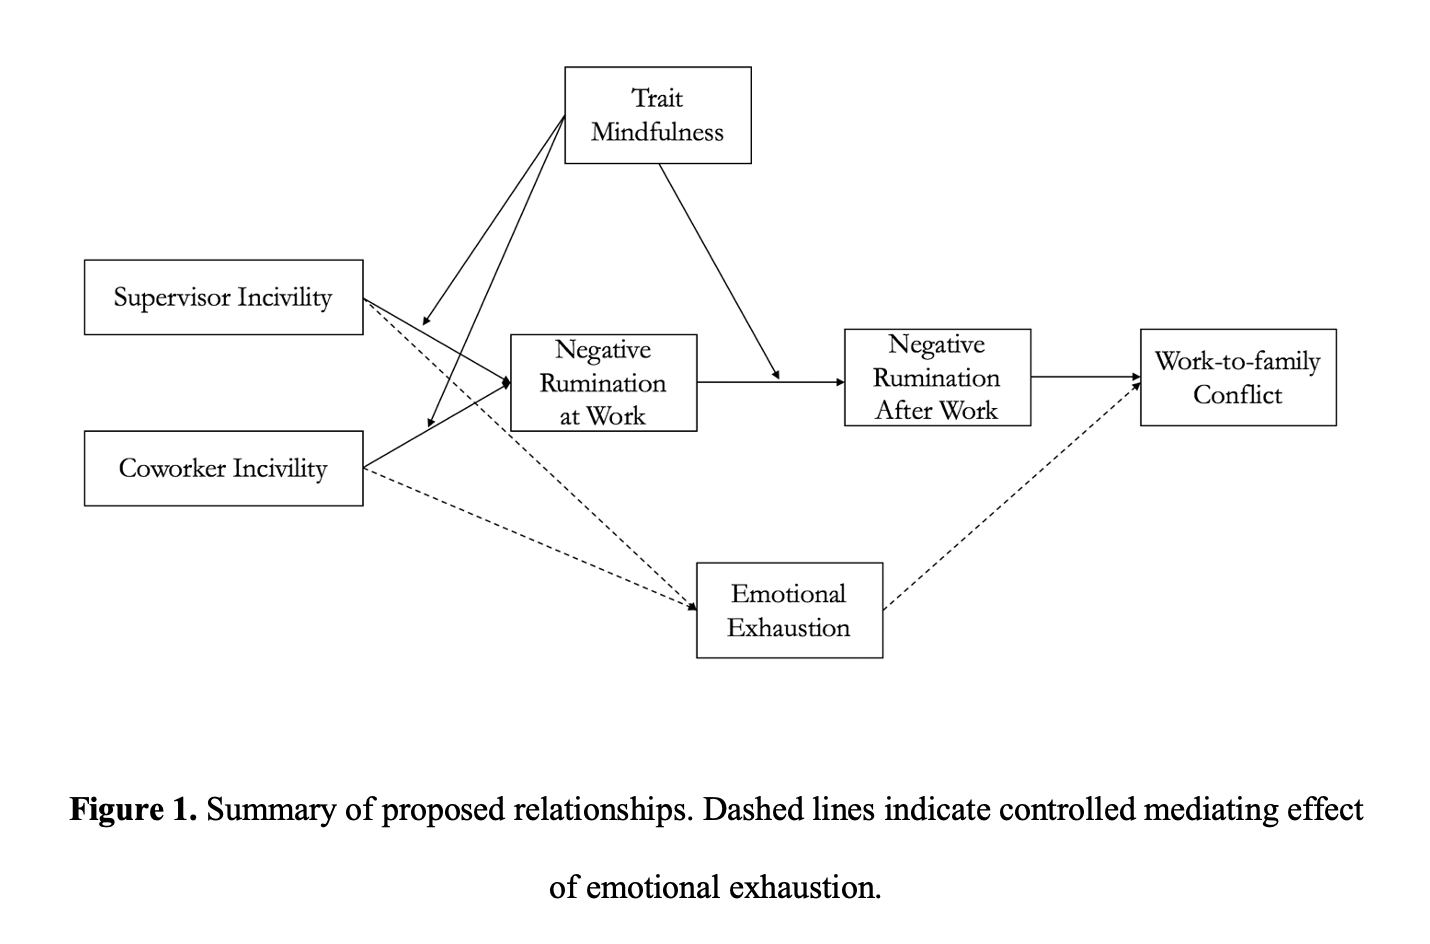 Trait
Mindfulness
Supervisor Incivility
Coworker Incivility
Negative
Rumination
at Work
Negative
Rumination
After Work
Work-to-family
Conflict
Emotional
Exhaustion
Figure 1. Summary of proposed relationships. Dashed lines indicate controlled mediating effect
of emotional exhaustion.